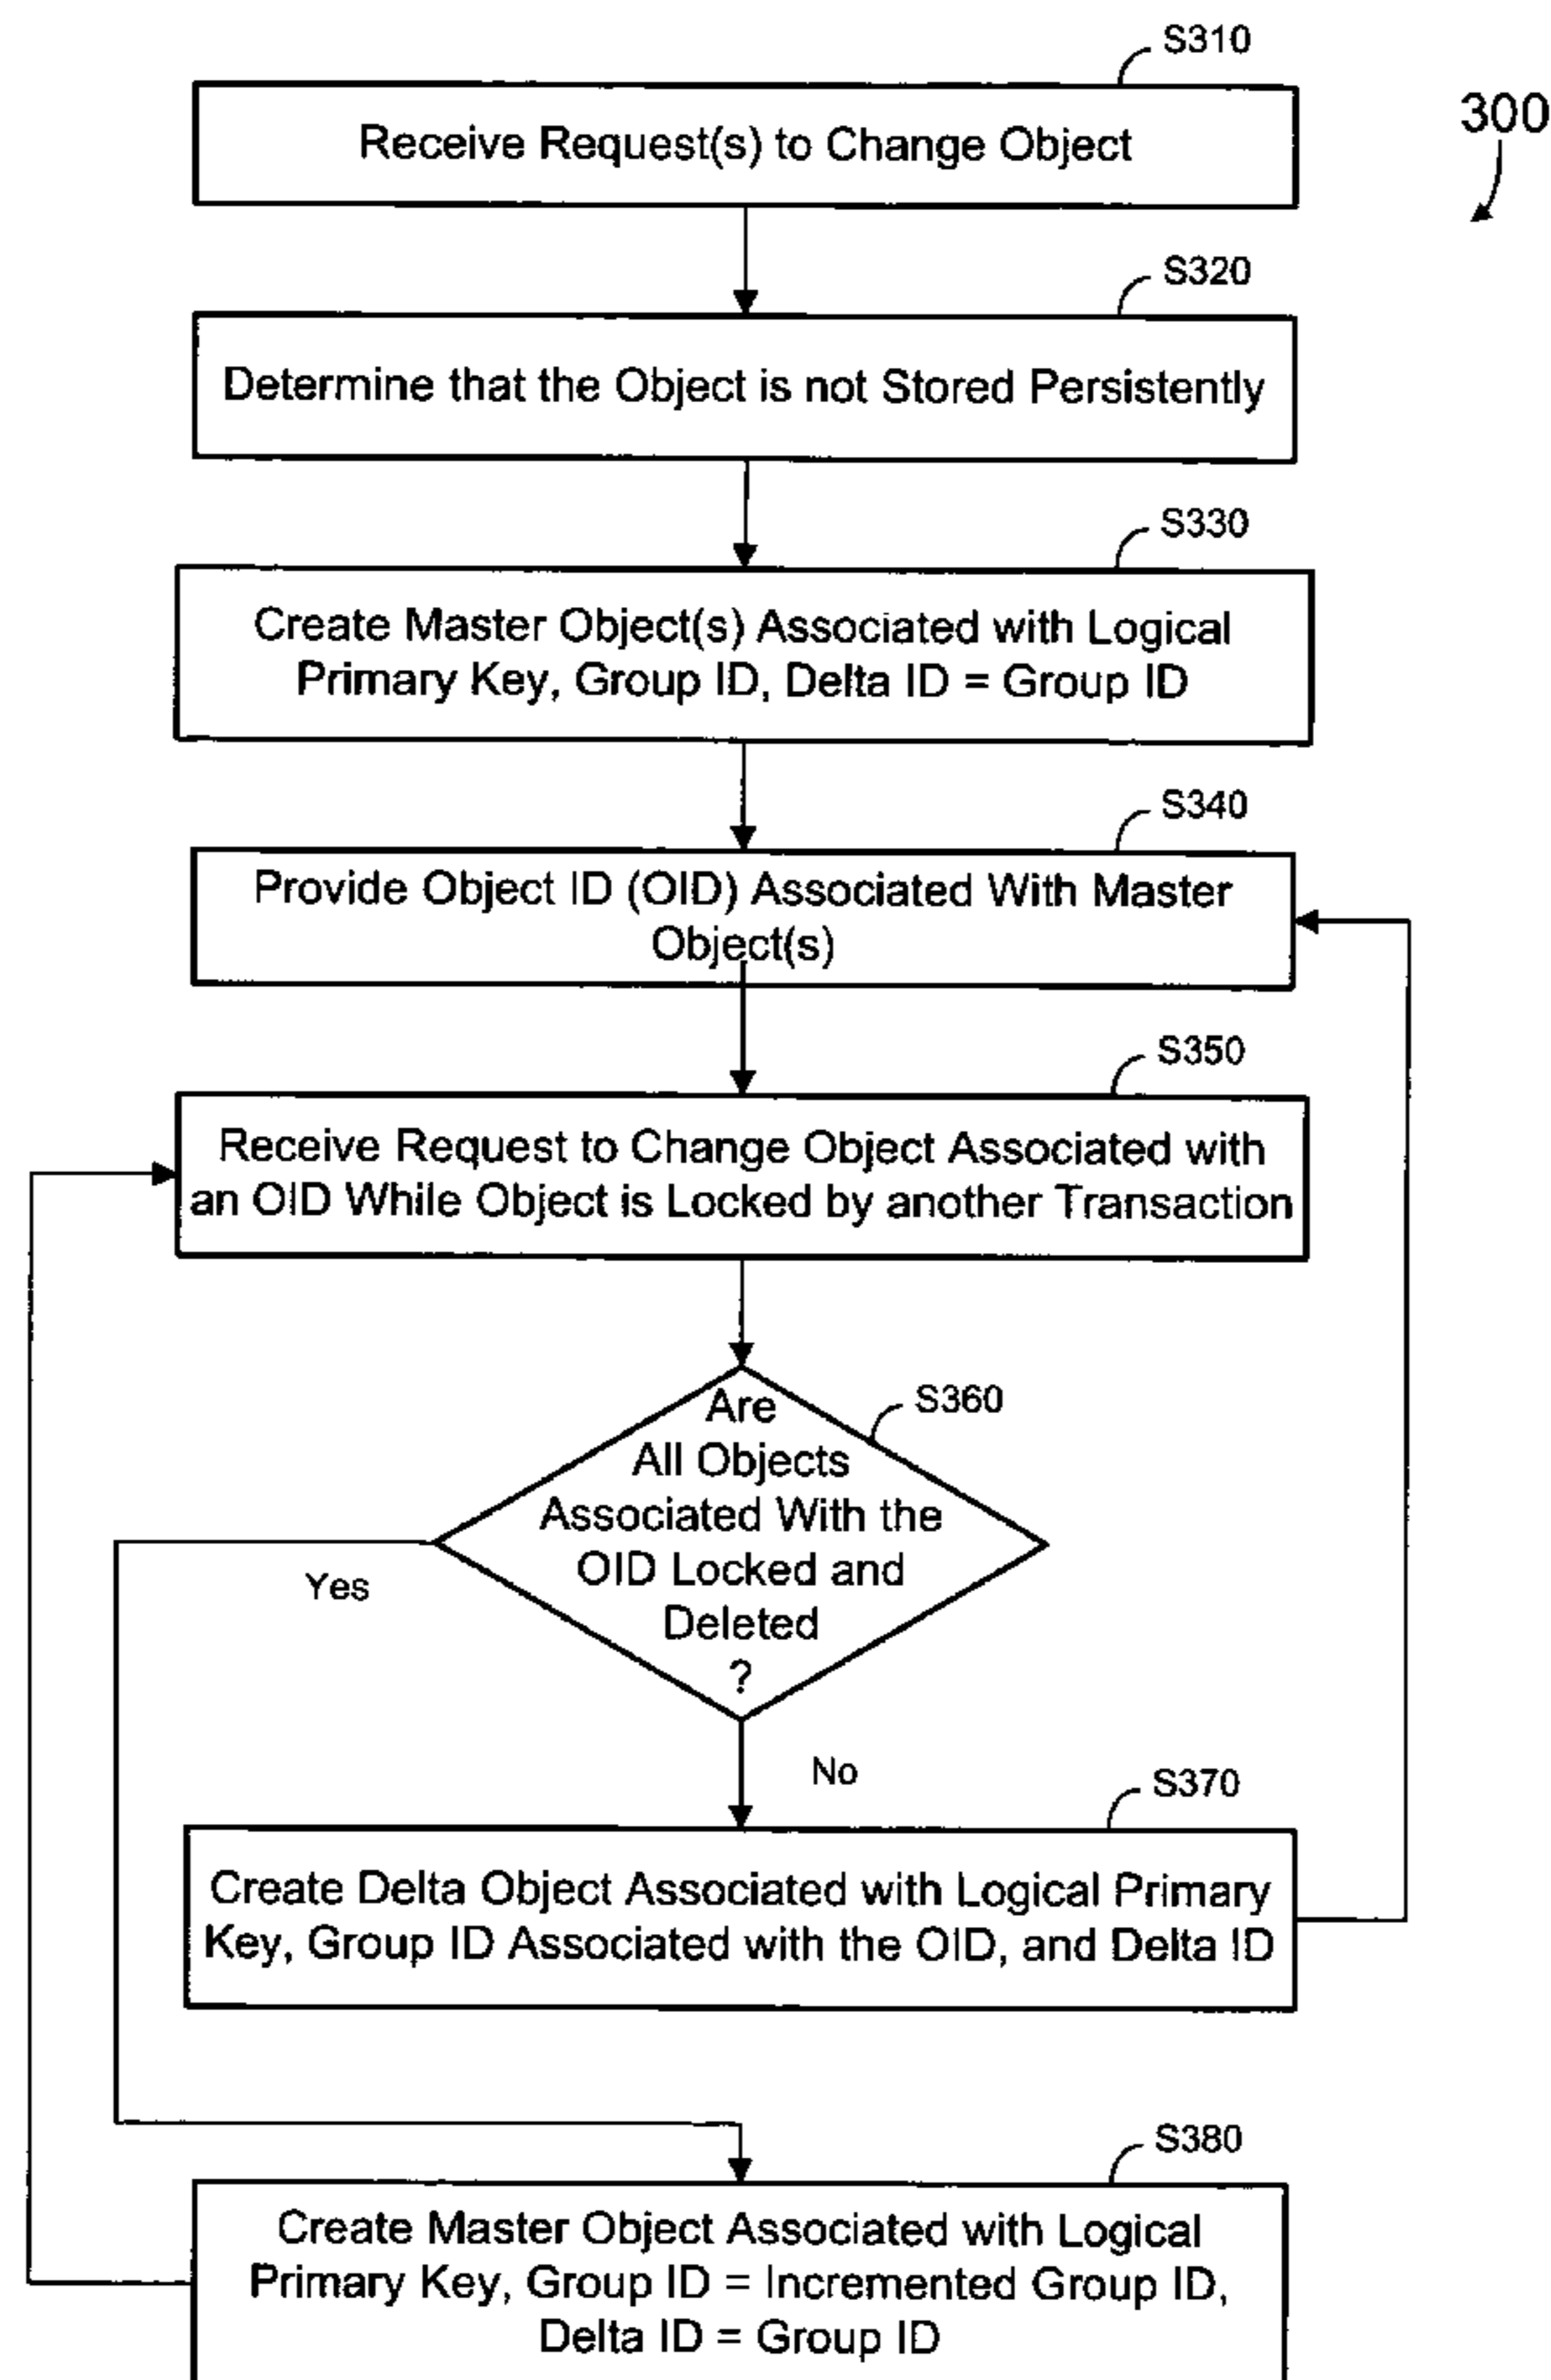 S310
300
Receive Request(s) to Change Object
S320
Determine that the Object is not Stored Persistently
S330
Create Master Object(s) Associated with Logical
Primary Key, Group ID, Delta ID = Group ID
S340
Provide Object ID (OID) Associated With Master
Object(s)
S350
Receive Request to Change Object Associated with
an OID While Object is Locked by another Transaction
S360
Are
All Objects
Associated With the
OID Locked and
Deleted
?
Yes
No
S370
Create Delta Object Associated with Logical Primary
Key, Group ID Associated with the OID, and Delta ID
S380
Create Master Object Associated with Logical
Primary Key, Group ID = Incremented Group ID,
Delta ID = Group ID